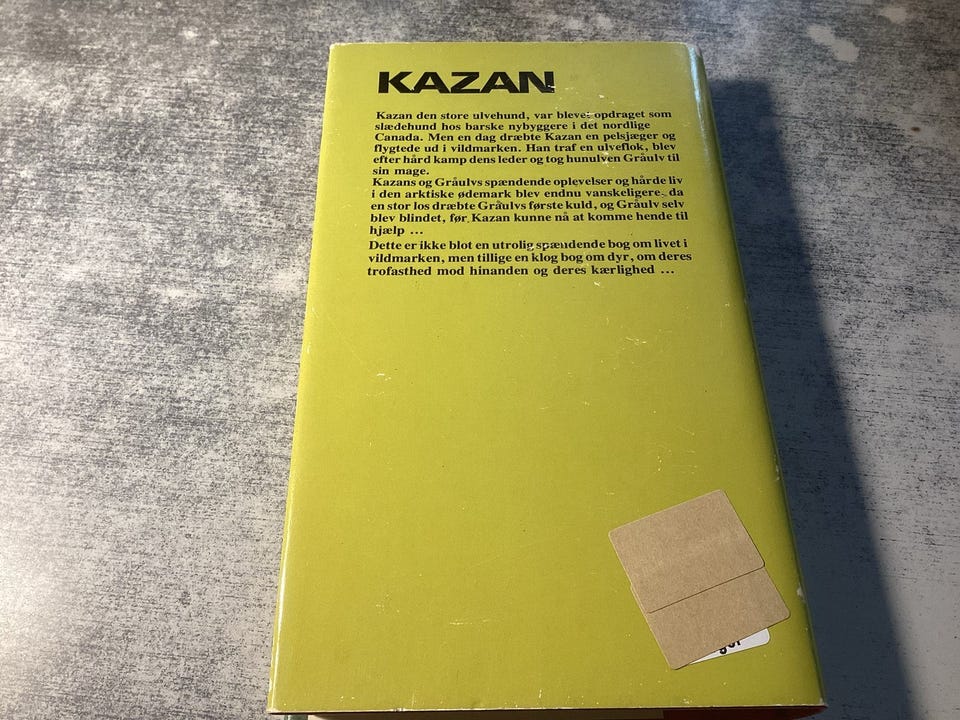 KAZAN
Kazan den store ulvehund, var blevet opdraget som
slædehund hos barske nybyggere i det nordlige
Canada. Men en dag dræbte Kazan en pelsjæger og
flygtede ud i vildmarken. Han traf en ulveflok, blev
efter hård kamp dens leder og tog hunulven Gråulv til
sin mage.
Kazans og Gråulvs spændende oplevelser og hårde liv
i den arktiske ødemark blev endnu vanskeligere, da
en stor los dræbte Gråulvs første kuld, og Gråulv selv
blev blindet, før Kazan kunne nå at komme hende til
hjælp ...
Dette er ikke blot en utrolig spændende bog om livet i
vildmarken, men tillige en klog bog om dyr, om deres
trofasthed mod hinanden og deres kærlighed ...